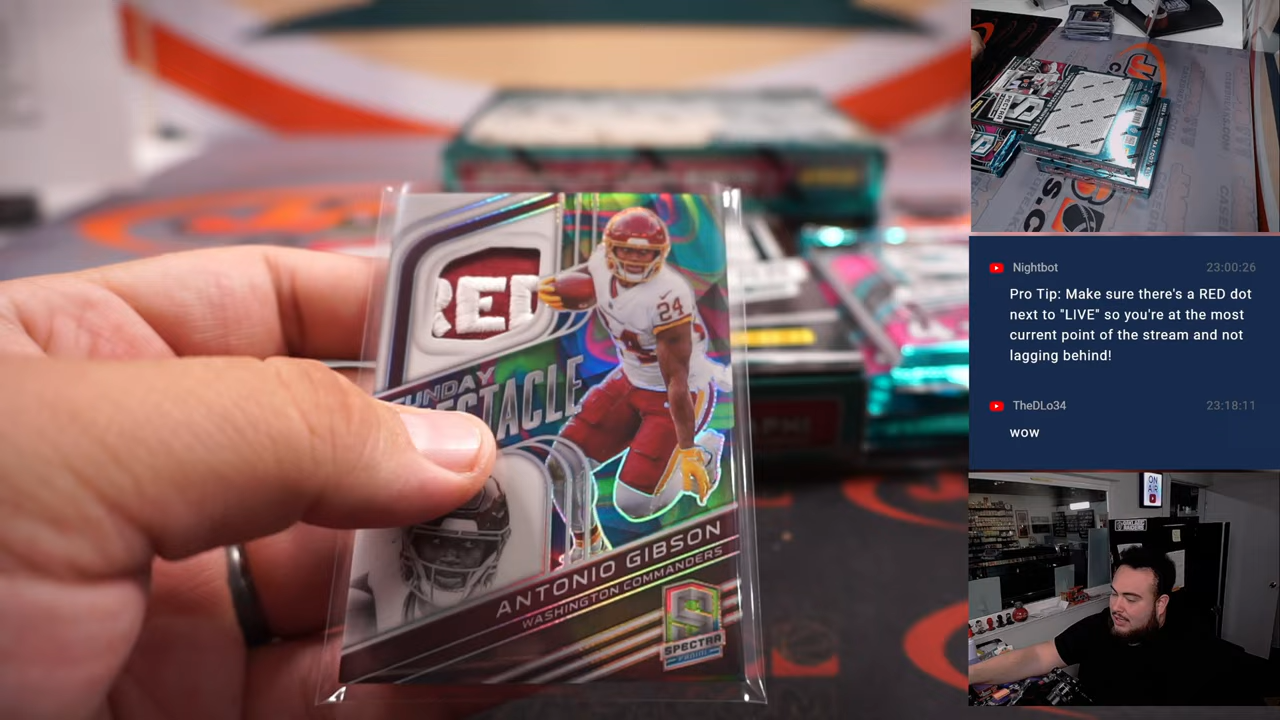 RED
24
SUNDAY
SPECTACLE
ANTONIO GIBSON
WASHINGTON COMMANDERS
S
SPECTRA
PANINI
Nightbot 23:00:26
Pro Tip: Make sure there's a RED dot
next to "LIVE" so you're at the most
current point of the stream and not
lagging behind!
TheDLo34 23:18:11
wow
ON
AIR